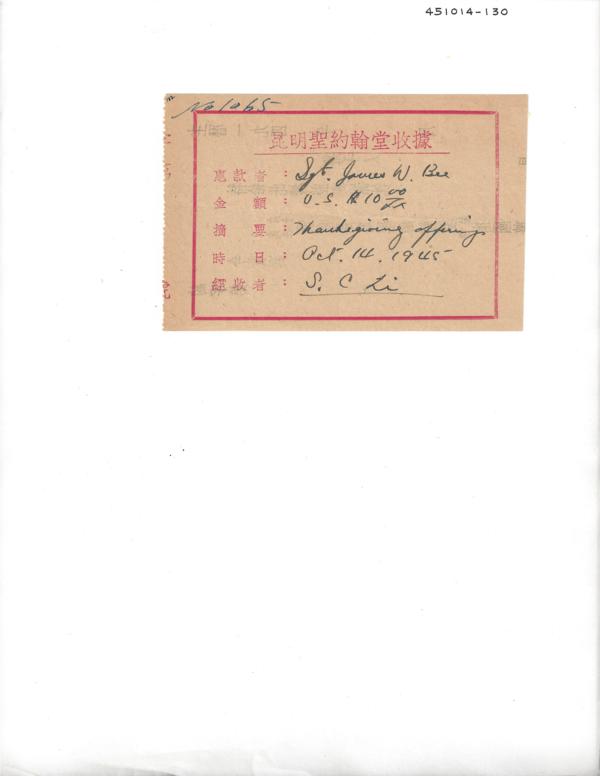 451014-130
No 1065
昆明聖約翰堂收據
惠款者： Sgt. James W. Bee
金額： U.S. $10 00/xx
摘要： Thanksgiving offering
時日： Oct. 14. 1945
經收者： S. C Li